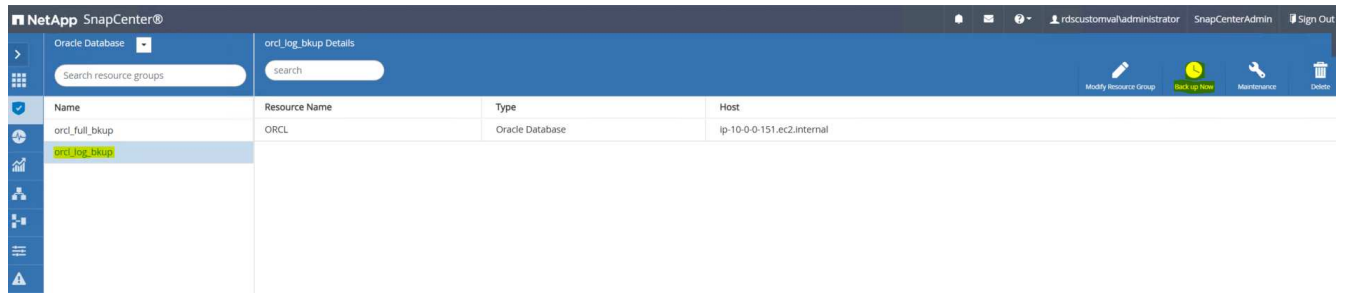 NetApp SnapCenter®
rdscustomval\administrator SnapCenterAdmin Sign Out
Oracle Database
orcl_log_bkup Details
Search resource groups
search
Modify Resource Group Back up Now Maintenance Delete
Name
Resource Name Type Host
orcl_full_bkup
ORCL Oracle Database ip-10-0-0-151.ec2.internal
orcl_log_bkup